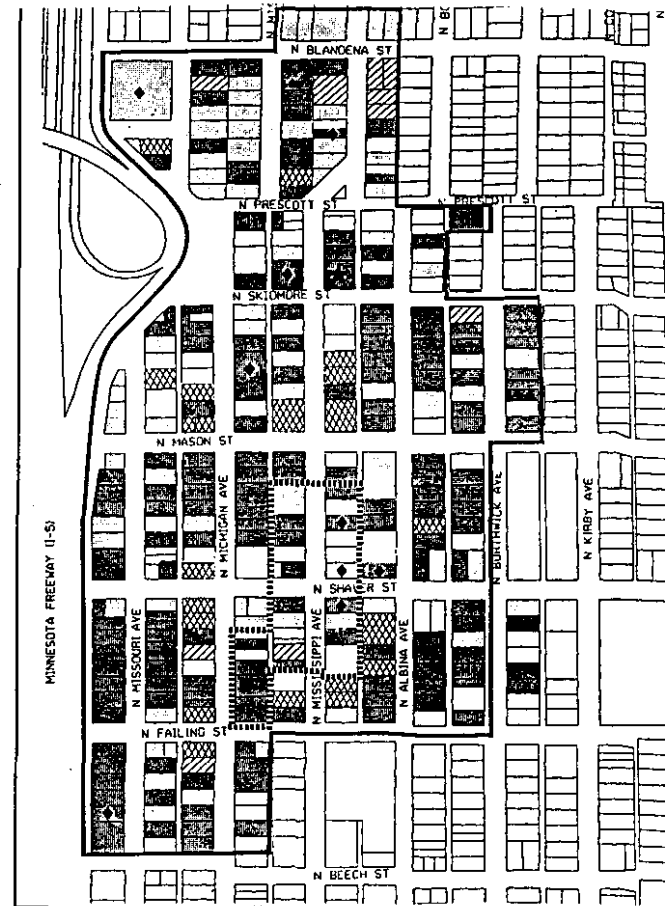 N BLANDENA ST
N PRESCOTT ST
N PRESCOTT ST
N SKIDMORE ST
N MASON ST
N MICHIGAN AVE
N BORTHWICK AVE
N KIRBY AVE
MINNESOTA FREEWAY (I-5)
N SHAVER ST
N MISSOURI AVE
N MISSISSIPPI AVE
N ALBINA AVE
N FAILING ST
N BEECH ST